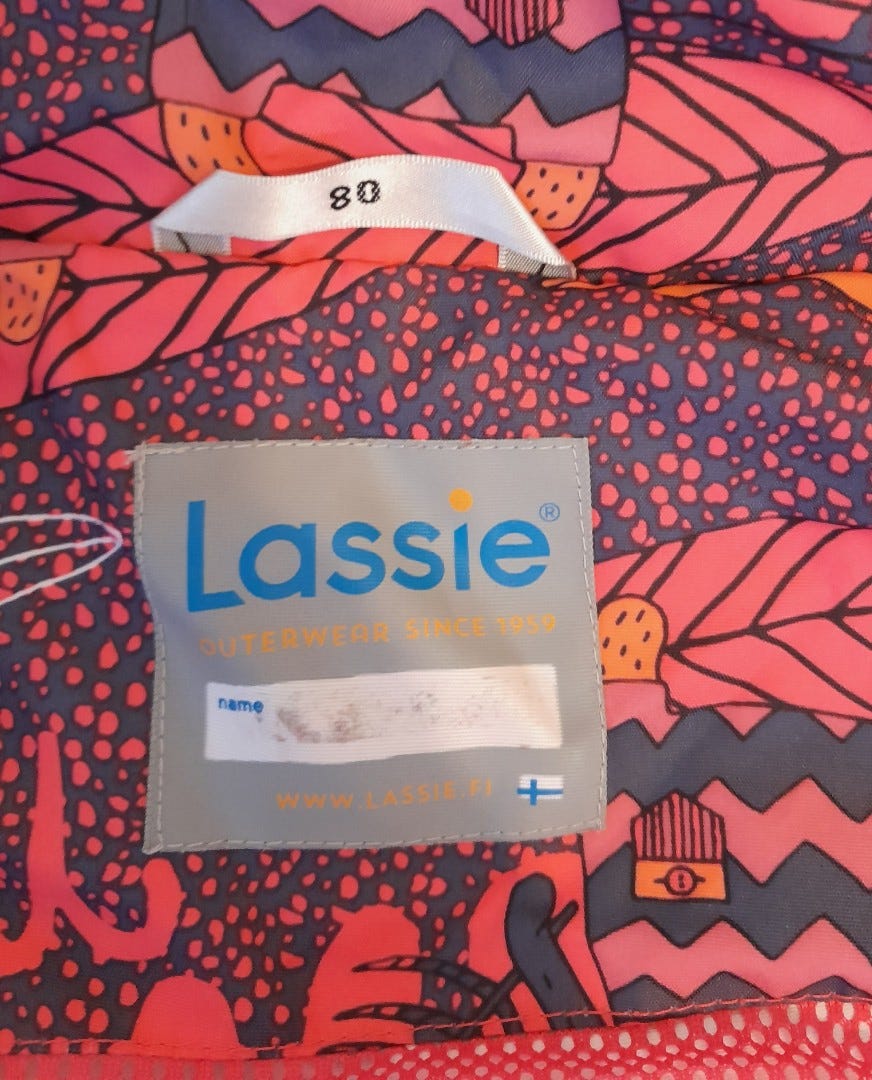 80
Lassie®
OUTERWEAR SINCE 1959
name
WWW.LASSIE.FI